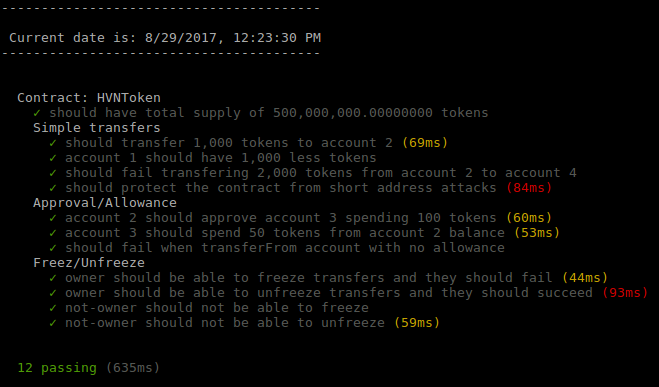 ----------------------------------------
Current date is: 8/29/2017, 12:23:30 PM
----------------------------------------
Contract: HVNToken
✓ should have total supply of 500,000,000.00000000 tokens
Simple transfers
✓ should transfer 1,000 tokens to account 2 (69ms)
✓ account 1 should have 1,000 less tokens
✓ should fail transfering 2,000 tokens from account 2 to account 4
✓ should protect the contract from short address attacks (84ms)
Approval/Allowance
✓ account 2 should approve account 3 spending 100 tokens (60ms)
✓ account 3 should spend 50 tokens from account 2 balance (53ms)
✓ should fail when transferFrom account with no allowance
Freez/Unfreeze
✓ owner should be able to freeze transfers and they should fail (44ms)
✓ owner should be able to unfreeze transfers and they should succeed (93ms)
✓ not-owner should not be able to freeze
✓ not-owner should not be able to unfreeze (59ms)
12 passing (635ms)